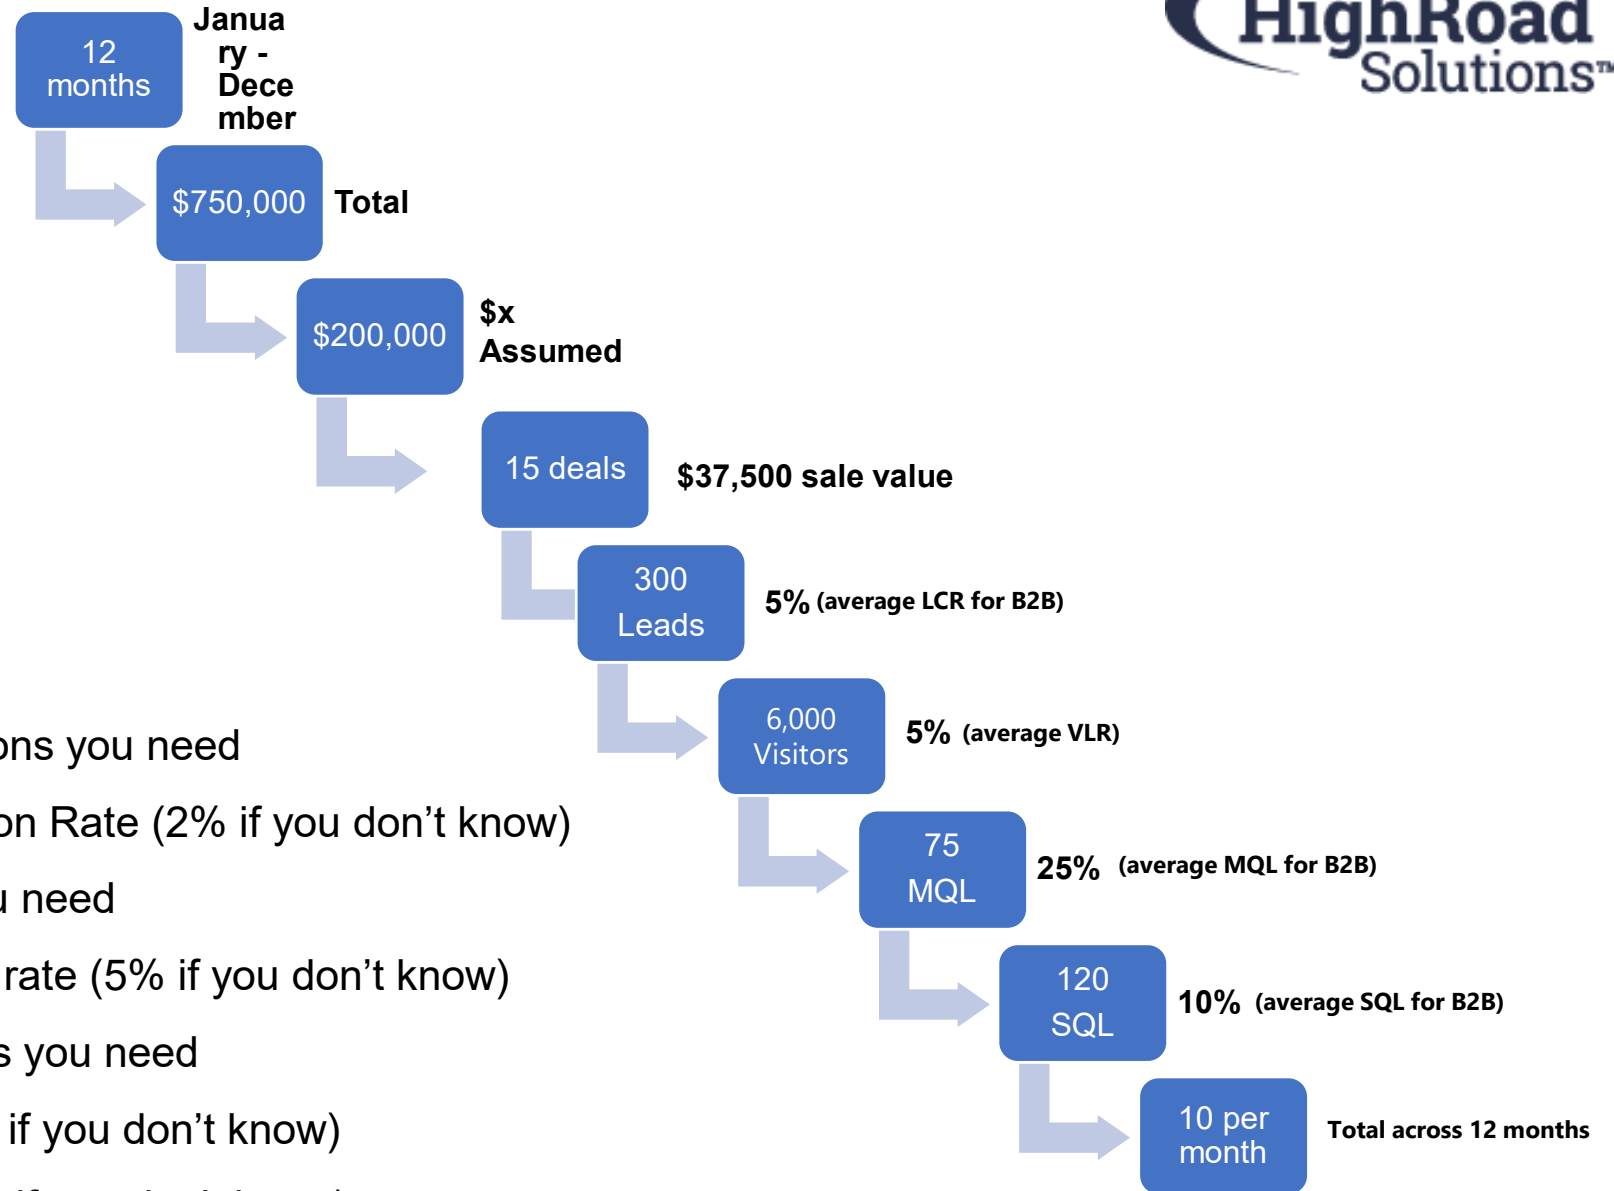 HighRoad
Solutions™
12
months
Janua
ry -
Dece
mber
$750,000
Total
$200,000
$x
Assumed
15 deals
$37,500 sale value
300
Leads
5% (average LCR for B2B)
6,000
Visitors
5% (average VLR)
75
MQL
25% (average MQL for B2B)
120
SQL
10% (average SQL for B2B)
10 per
month
Total across 12 months
ons you need
on Rate (2% if you don’t know)
u need
rate (5% if you don’t know)
s you need
if you don’t know)